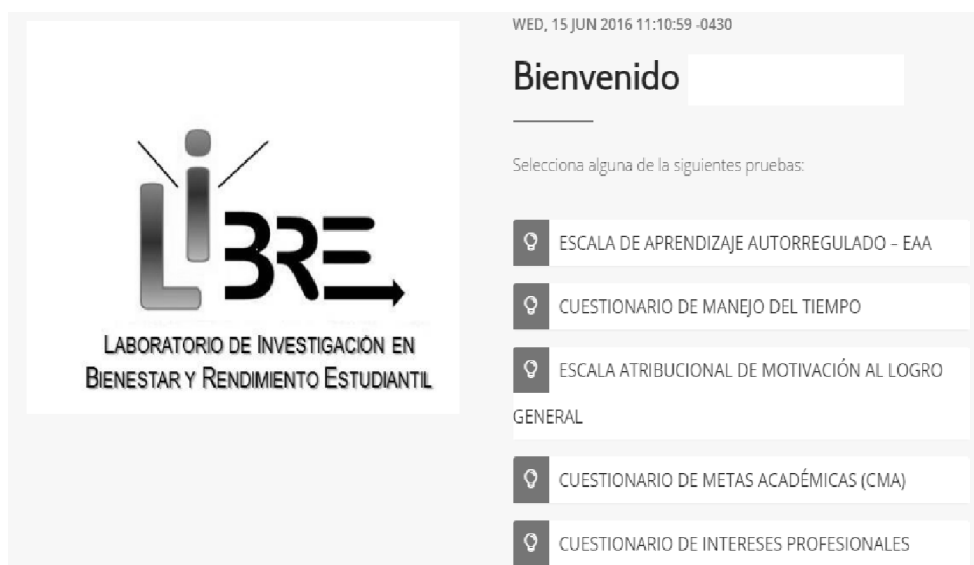 LiBRE
LABORATORIO DE INVESTIGACIÓN EN
BIENESTAR Y RENDIMIENTO ESTUDIANTIL
WED, 15 JUN 2016 11:10:59 -0430
Bienvenido
Selecciona alguna de la siguientes pruebas:
ESCALA DE APRENDIZAJE AUTORREGULADO – EAA
CUESTIONARIO DE MANEJO DEL TIEMPO
ESCALA ATRIBUCIONAL DE MOTIVACIÓN AL LOGRO
GENERAL
CUESTIONARIO DE METAS ACADÉMICAS (CMA)
CUESTIONARIO DE INTERESES PROFESIONALES